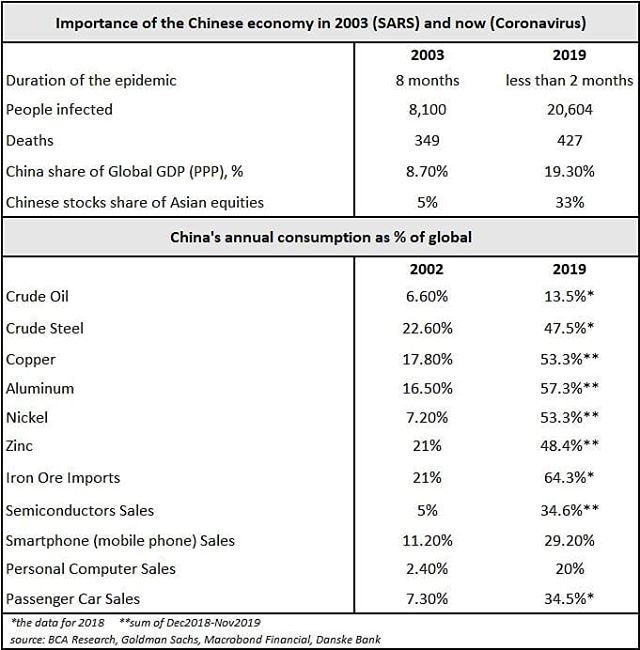 Importance of the Chinese economy in 2003 (SARS) and now (Coronavirus)
2003 2019
Duration of the epidemic 8 months less than 2 months
People infected 8,100 20,604
Deaths 349 427
China share of Global GDP (PPP), % 8.70% 19.30%
Chinese stocks share of Asian equities 5% 33%
China's annual consumption as % of global
2002 2019
Crude Oil 6.60% 13.5%*
Crude Steel 22.60% 47.5%*
Copper 17.80% 53.3%**
Aluminum 16.50% 57.3%**
Nickel 7.20% 53.3%**
Zinc 21% 48.4%**
Iron Ore Imports 21% 64.3%*
Semiconductors Sales 5% 34.6%**
Smartphone (mobile phone) Sales 11.20% 29.20%
Personal Computer Sales 2.40% 20%
Passenger Car Sales 7.30% 34.5%*
*the data for 2018 **sum of Dec2018-Nov2019
source: BCA Research, Goldman Sachs, Macrobond Financial, Danske Bank